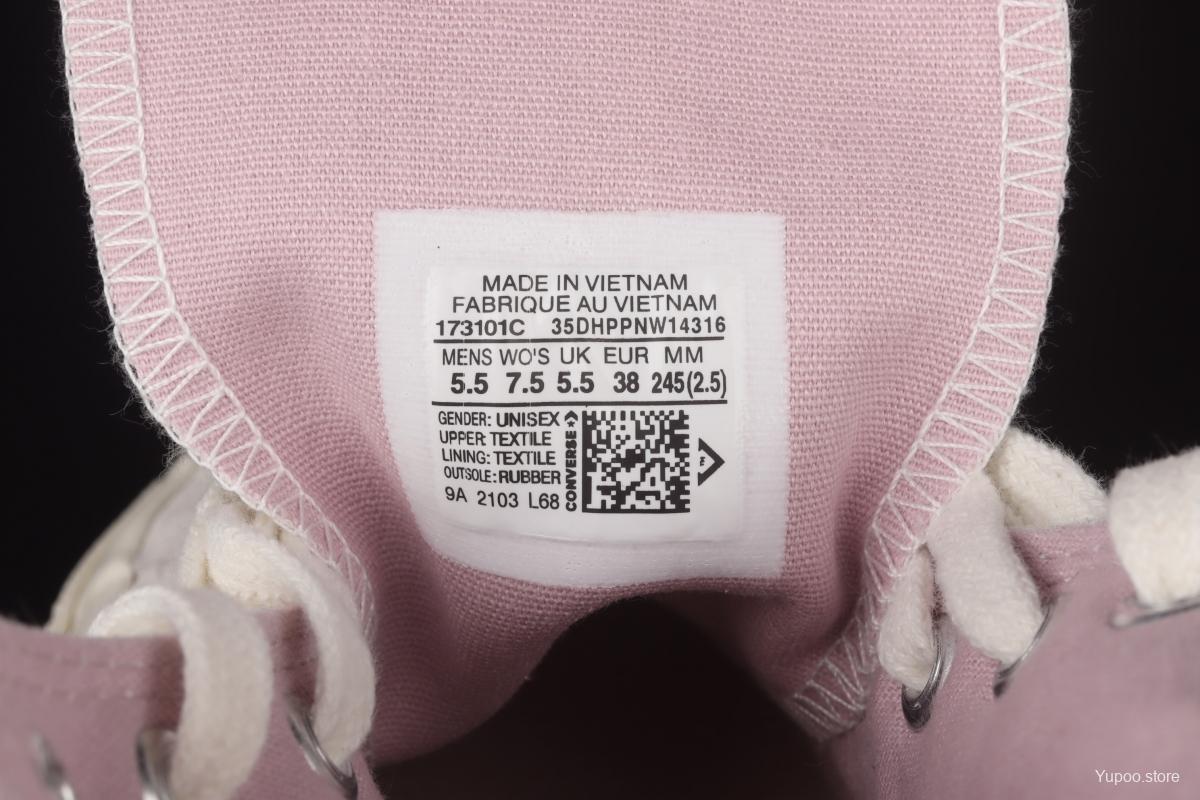 MADE IN VIETNAM
FABRIQUE AU VIETNAM
173101C 35DHPPNW14316
MENS WO'S UK EUR MM
5.5 7.5 5.5 38 245(2.5)
GENDER: UNISEX
UPPER: TEXTILE
LINING: TEXTILE
OUTSOLE: RUBBER
9A 2103 L68
CONVERSE
Yupoo.store